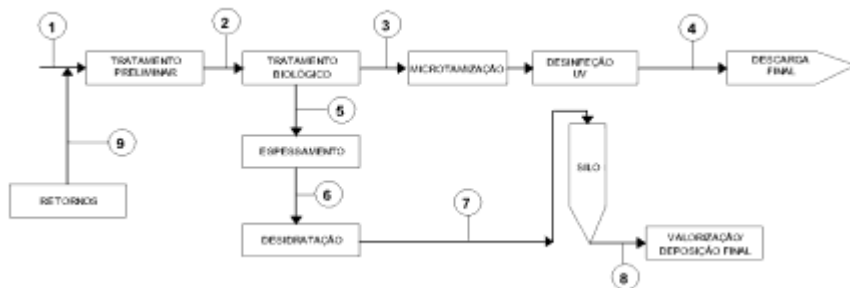 1
2
3
4
TRATAMENTO
PRELIMINAR
TRATAMENTO
BIOLÓGICO
MICROTAMIZAÇÃO
DESINFEÇÃO
UV
DESCARGA
FINAL
5
9
ESPESSAMENTO
SILO
RETORNOS
6
7
DESIDRATAÇÃO
VALORIZAÇÃO/
DEPOSIÇÃO FINAL
8